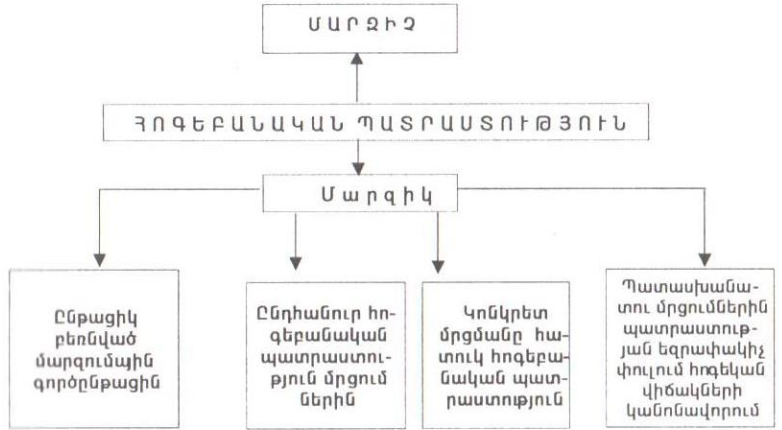 ՄԱՐԶԻՉ
ՀՈԳԵԲԱՆԱԿԱՆ ՊԱՏՐԱՍՏՈՒԹՅՈՒՆ
Մարզիկ
Ընթացիկ
բեռնված
մարզումային
գործընթացին
Ընդհանուր հո-
գեբանական
պատրաստու-
թյուն մրցում
ներին
Կոնկրետ
մրցմանը հա-
տուկ հոգեբա-
նական պատ-
րաստություն
Պատասխանա-
տու մրցումներին
պատրաստութ-
յան եզրափակիչ
փուլում հոգեկան
վիճակների
կանոնավորում